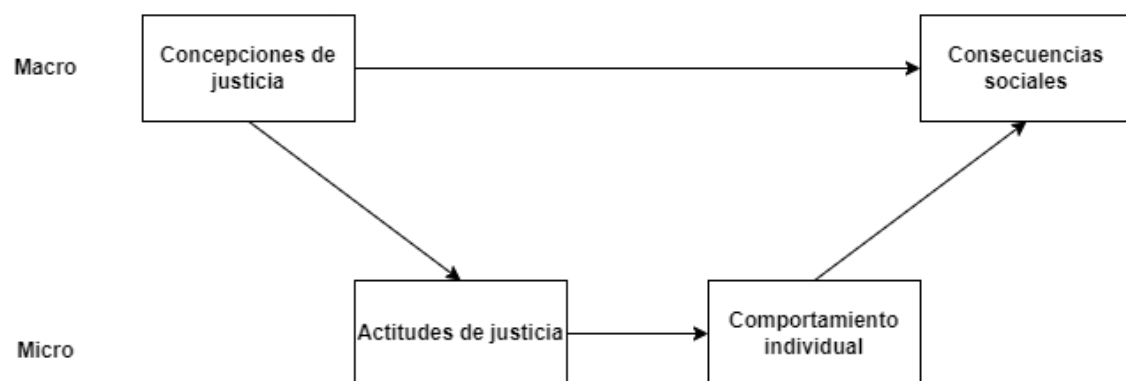 Macro
Concepciones de
justicia
Consecuencias
sociales
Micro
Actitudes de justicia
Comportamiento
individual